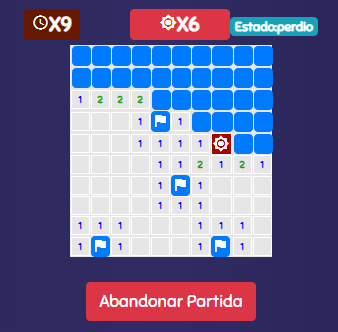 X9 X6 Estado:perdio
1 2 2 2
1 1
1 1 1 1
1 1 2 1 2 1
1 1
1 1 1
1 1 1 1 1 1
1 1 1 1
Abandonar Partida